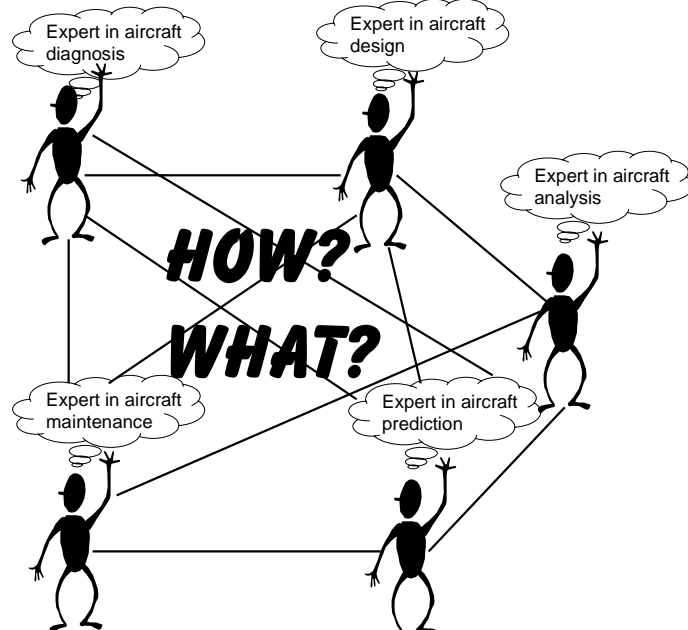 Expert in aircraft
diagnosis
Expert in aircraft
design
Expert in aircraft
analysis
HOW?
WHAT?
Expert in aircraft
maintenance
Expert in aircraft
prediction